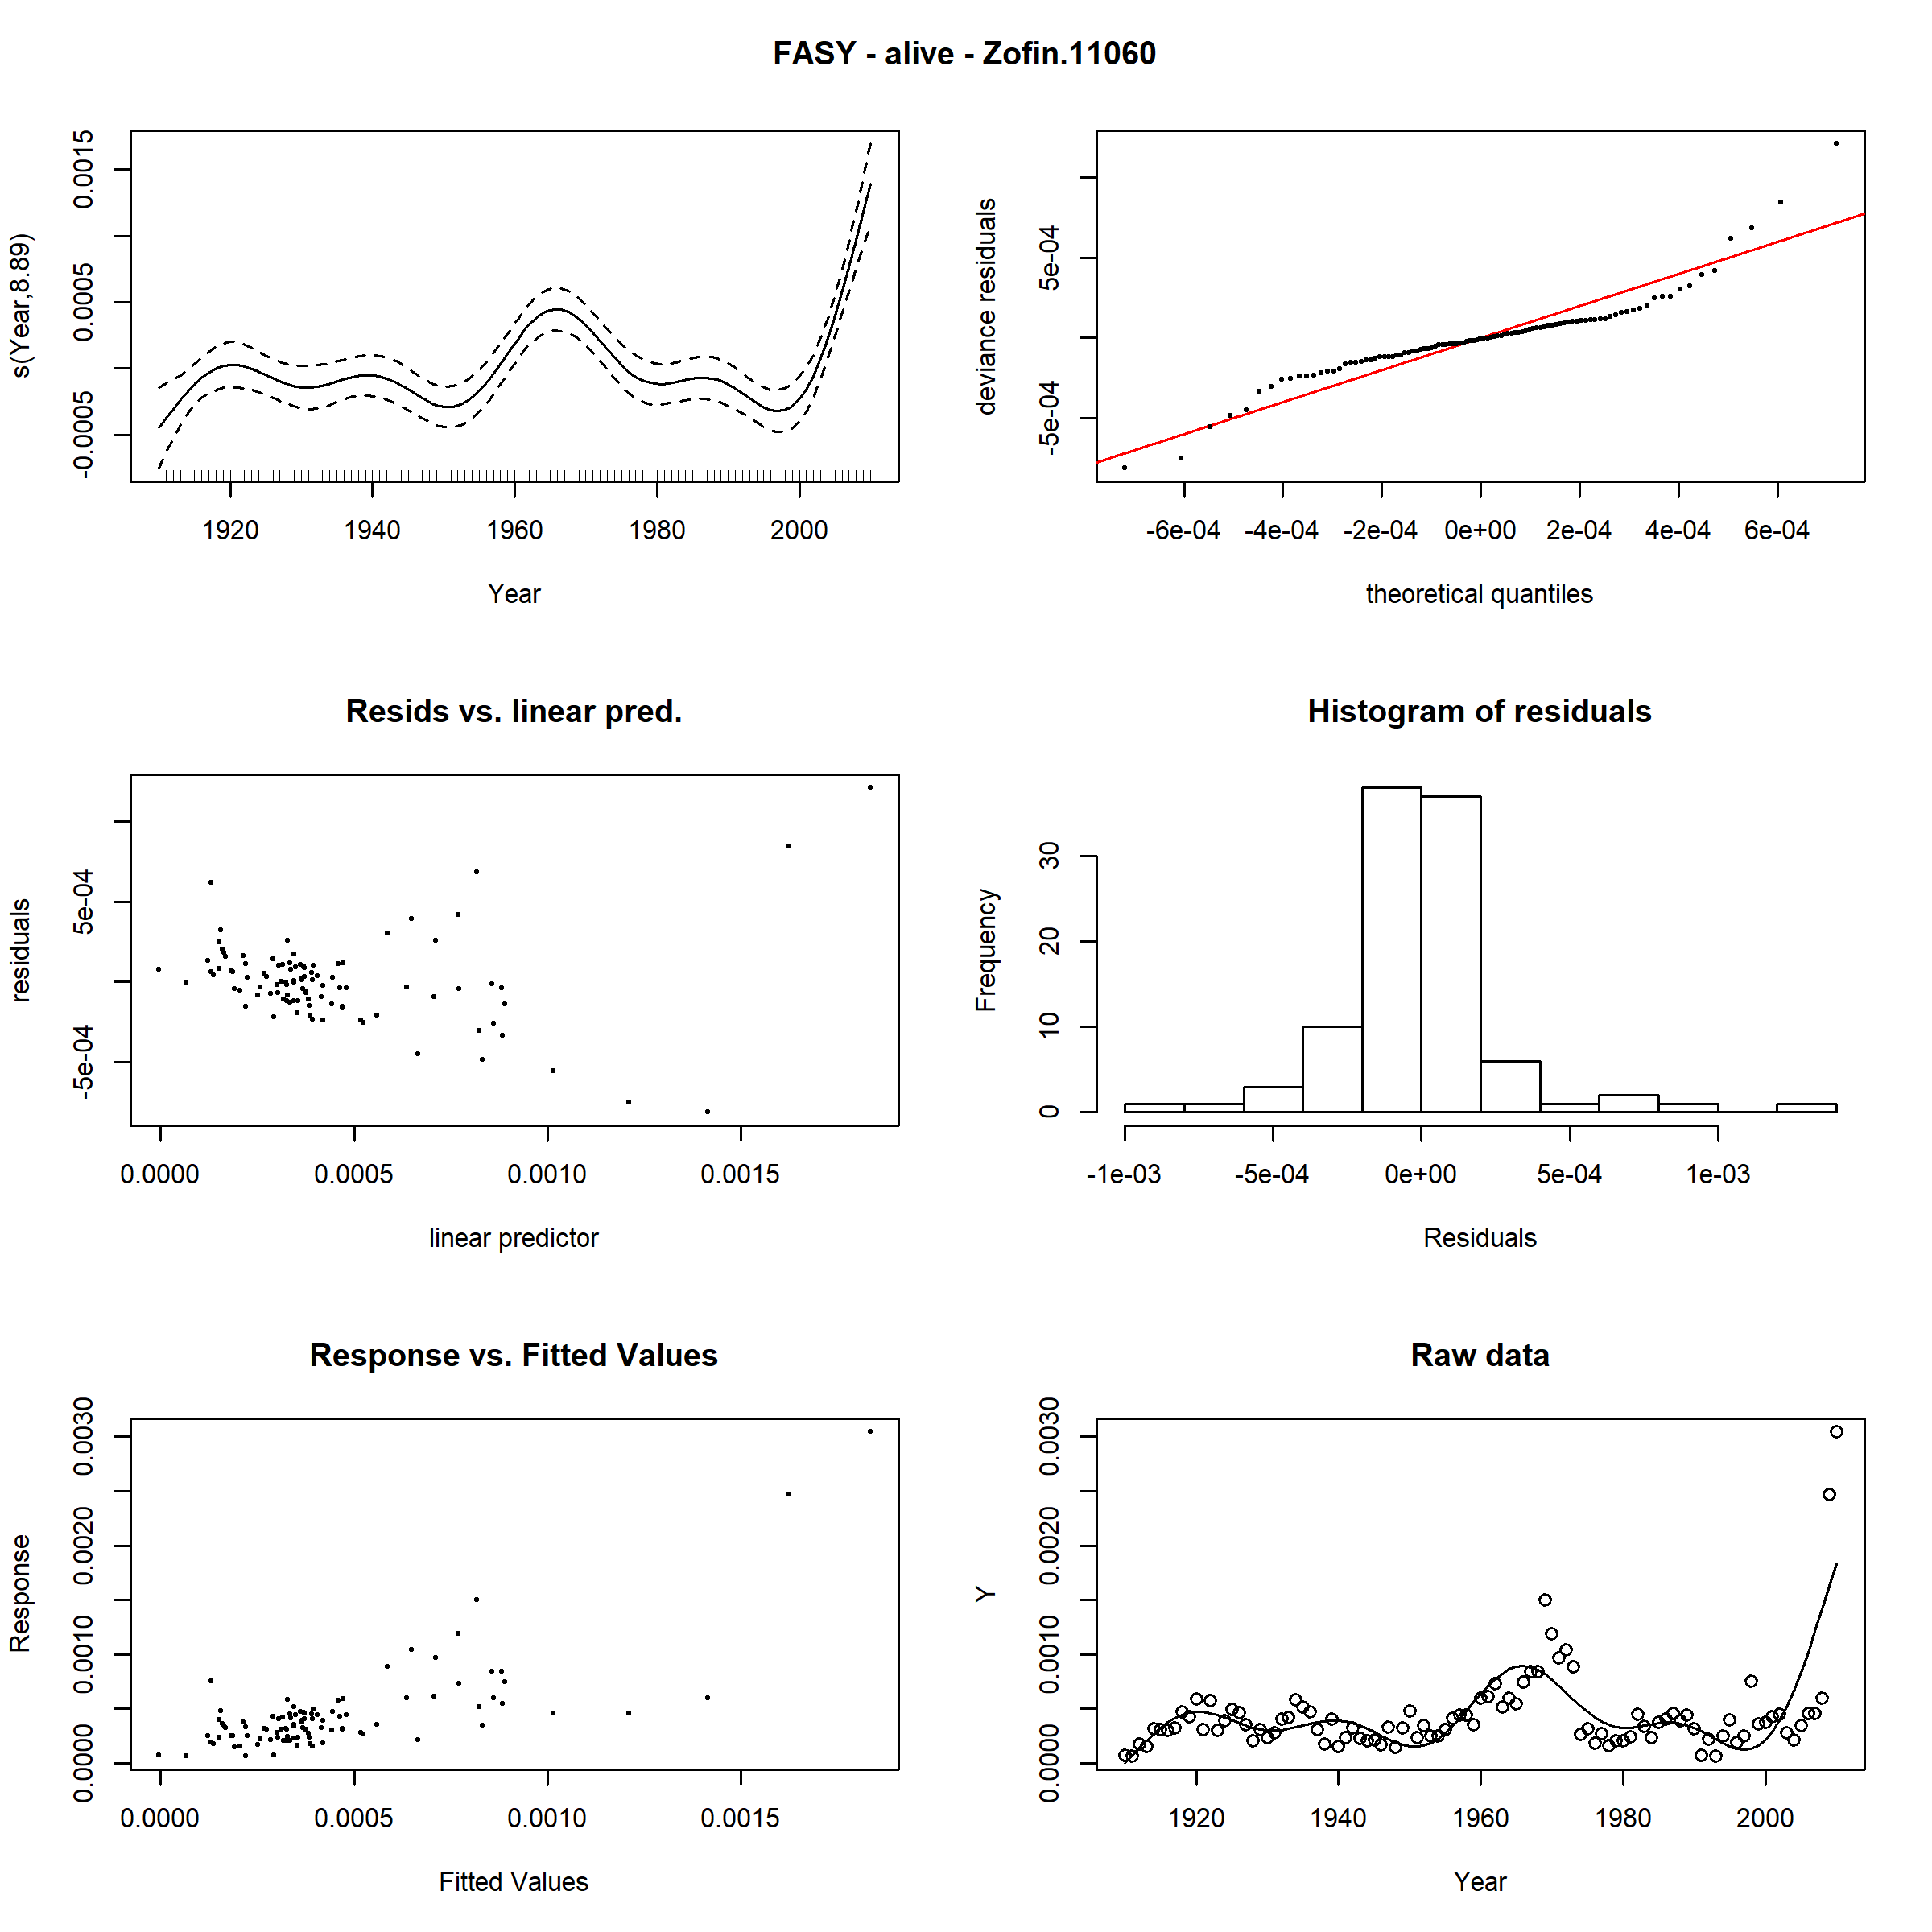 FASY - alive - Zofin.11060
s(Year,8.89)
-0.0005 0.0005 0.0015
1920 1940 1960 1980 2000
Year
deviance residuals
-5e-04 5e-04
-6e-04 -4e-04 -2e-04 0e+00 2e-04 4e-04 6e-04
theoretical quantiles
Resids vs. linear pred.
residuals
-5e-04 5e-04
0.0000 0.0005 0.0010 0.0015
linear predictor
Histogram of residuals
Frequency
0 10 20 30
-1e-03 -5e-04 0e+00 5e-04 1e-03
Residuals
Response vs. Fitted Values
Response
0.0000 0.0010 0.0020 0.0030
0.0000 0.0005 0.0010 0.0015
Fitted Values
Raw data
Y
0.0000 0.0010 0.0020 0.0030
1920 1940 1960 1980 2000
Year